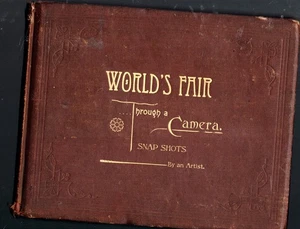 WORLD'S FAIR
Through a
Camera.
SNAP SHOTS
By an Artist.